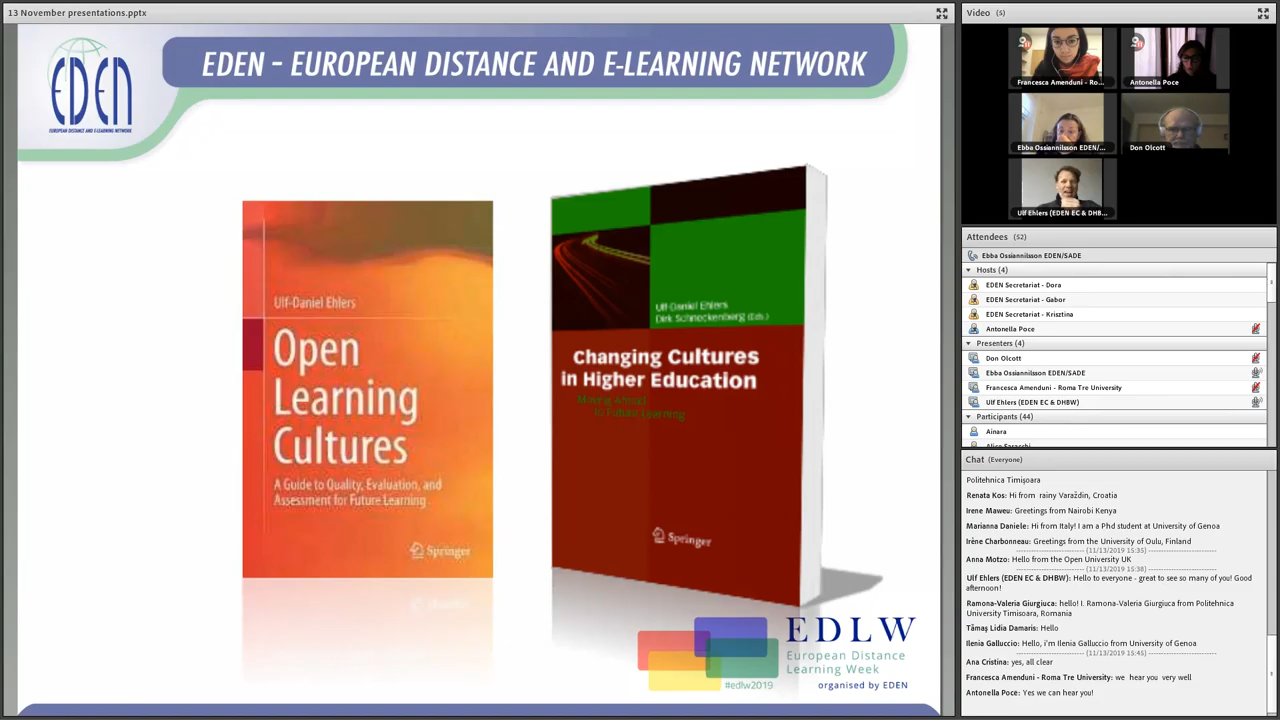 13 November presentations.pptx
EDEN
EUROPEAN DISTANCE AND E-LEARNING NETWORK
EDEN - EUROPEAN DISTANCE AND E-LEARNING NETWORK
Ulf-Daniel Ehlers
Open
Learning
Cultures
A Guide to Quality, Evaluation, and
Assessment for Future Learning
Springer
Ulf-Daniel Ehlers
Dirk Schneckenberg (Eds.)
Changing Cultures
in Higher Education
Moving Ahead
to Future Learning
Springer
EDLW
European Distance
Learning Week
#edlw2019
organised by EDEN
Video (5)
Francesca Amenduni - Ro...
Antonella Poce
Ebba Ossiannilsson EDEN/...
Don Olcott
Ulf Ehlers (EDEN EC & DHB...
Attendees (52)
Ebba Ossiannilsson EDEN/SADE
Hosts (4)
EDEN Secretariat - Dora
EDEN Secretariat - Gabor
EDEN Secretariat - Krisztina
Antonella Poce
Presenters (4)
Don Olcott
Ebba Ossiannilsson EDEN/SADE
Francesca Amenduni - Roma Tre University
Ulf Ehlers (EDEN EC & DHBW)
Participants (44)
Ainara
Chat (Everyone)
Politehnica Timișoara
Renata Kos: Hi from rainy Varaždin, Croatia
Irene Maweu: Greetings from Nairobi Kenya
Marianna Daniele: Hi from Italy! I am a Phd student at University of Genoa
Irène Charbonneau: Greetings from the University of Oulu, Finland
(11/13/2019 15:35)
Anna Motzo: Hello from the Open University UK
(11/13/2019 15:38)
Ulf Ehlers (EDEN EC & DHBW): Hello to everyone - great to see so many of you! Good
afternoon!
Ramona-Valeria Giurgiuca: hello! I. Ramona-Valeria Giurgiuca from Politehnica
University Timisoara, Romania
Tămaș Lidia Damaris: Hello
Ilenia Galluccio: Hello, i'm Ilenia Galluccio from University of Genoa
(11/13/2019 15:45)
Ana Cristina: yes, all clear
Francesca Amenduni - Roma Tre University: we hear you very well
Antonella Poce: Yes we can hear you!